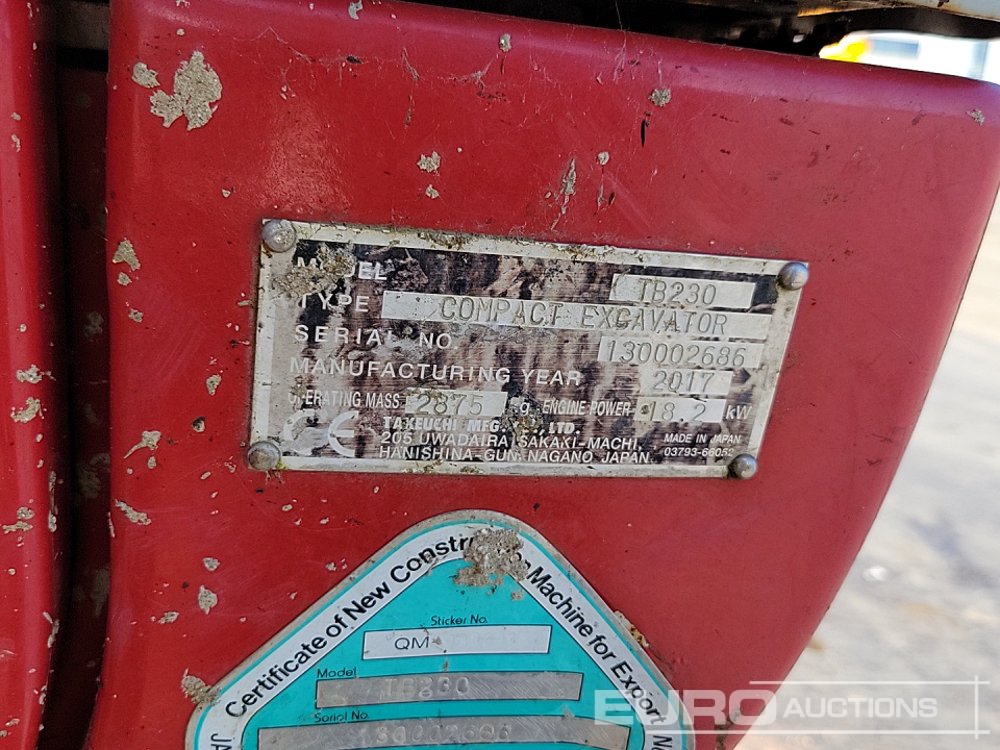 MODEL TB230
TYPE COMPACT EXCAVATOR
SERIAL NO. 130002686
MANUFACTURING YEAR 2017
OPERATING MASS 2875 kg ENGINE POWER 18.2 kW
CE TAKEUCHI MFG. CO., LTD.
205 UWADAIRA SAKAKI-MACHI,
HANISHINA-GUN, NAGANO, JAPAN
MADE IN JAPAN
03793-66052
Certificate of New Construction Machine for Export
Sticker No.
QM
Model
TB230
Serial No.
130002686
EURO AUCTIONS